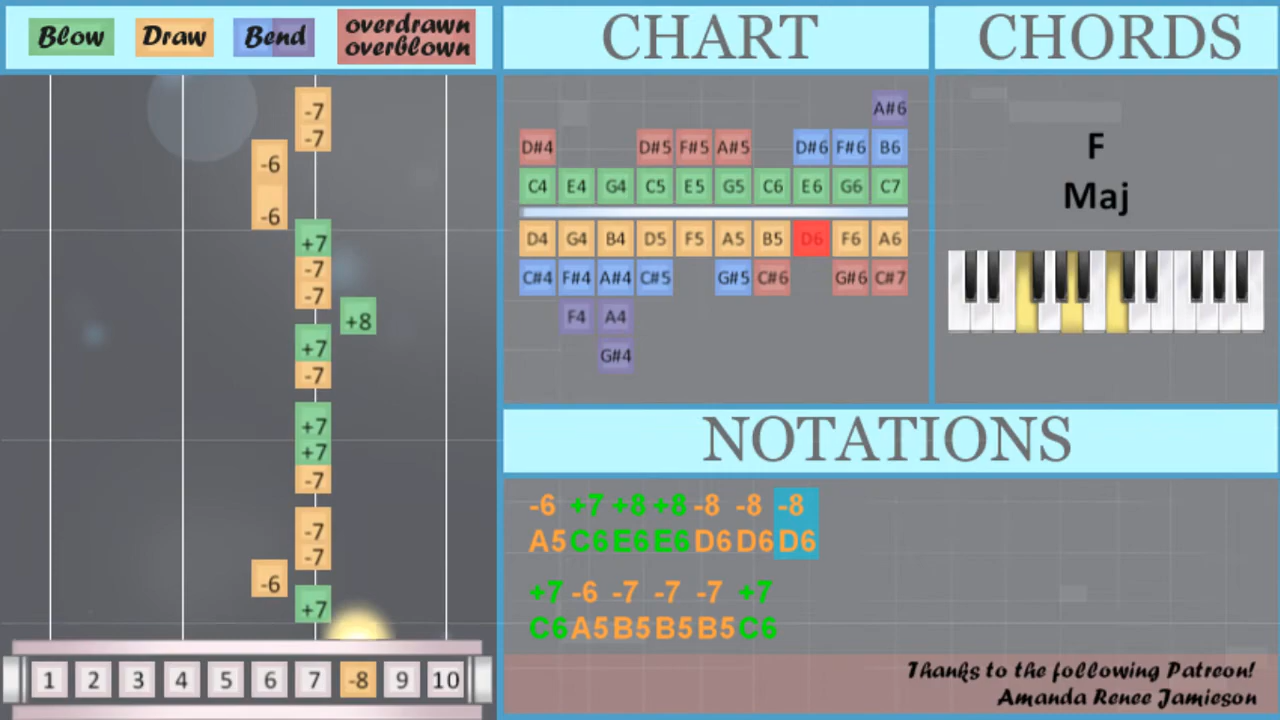 Blow Draw Bend overdrawn
overblown
-7
-7
-6
-6
+7
-7
-7
+8
+7
-7
+7
+7
-7
-7
-7
-6
+7
1 2 3 4 5 6 7 -8 9 10
CHART
A#6
D#4 D#5 F#5 A#5 D#6 F#6 B6
C4 E4 G4 C5 E5 G5 C6 E6 G6 C7
D4 G4 B4 D5 F5 A5 B5 D6 F6 A6
C#4 F#4 A#4 C#5 G#5 C#6 G#6 C#7
F4 A4
G#4
CHORDS
F
Maj
NOTATIONS
-6 +7 +8 +8 -8 -8 -8
A5 C6 E6 E6 D6 D6 D6
+7 -6 -7 -7 -7 +7
C6 A5 B5 B5 B5 C6
Thanks to the following Patreon!
Amanda Renee Jamieson